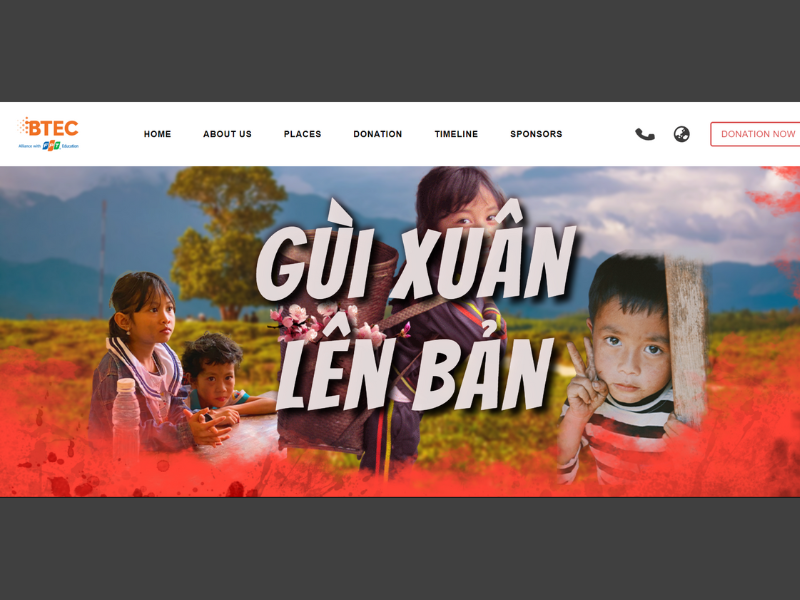 BTEC
Alliance with FPT Education
HOME
ABOUT US
PLACES
DONATION
TIMELINE
SPONSORS
DONATION NOW
GÙI XUÂN
LÊN BẢN